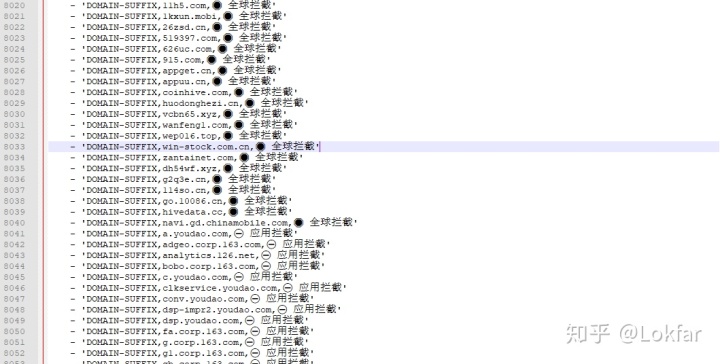 8020 - 'DOMAIN-SUFFIX,11h5.com,● 全球拦截'
8021 - 'DOMAIN-SUFFIX,1kxun.mobi,● 全球拦截'
8022 - 'DOMAIN-SUFFIX,26zsd.cn,● 全球拦截'
8023 - 'DOMAIN-SUFFIX,519397.com,● 全球拦截'
8024 - 'DOMAIN-SUFFIX,626uc.com,● 全球拦截'
8025 - 'DOMAIN-SUFFIX,915.com,● 全球拦截'
8026 - 'DOMAIN-SUFFIX,appget.cn,● 全球拦截'
8027 - 'DOMAIN-SUFFIX,appuu.cn,● 全球拦截'
8028 - 'DOMAIN-SUFFIX,coinhive.com,● 全球拦截'
8029 - 'DOMAIN-SUFFIX,huodonghezi.cn,● 全球拦截'
8030 - 'DOMAIN-SUFFIX,vcbn65.xyz,● 全球拦截'
8031 - 'DOMAIN-SUFFIX,wanfeng1.com,● 全球拦截'
8032 - 'DOMAIN-SUFFIX,wep016.top,● 全球拦截'
8033 - 'DOMAIN-SUFFIX,win-stock.com.cn,● 全球拦截'
8034 - 'DOMAIN-SUFFIX,zantainet.com,● 全球拦截'
8035 - 'DOMAIN-SUFFIX,dh54wf.xyz,● 全球拦截'
8036 - 'DOMAIN-SUFFIX,g2q3e.cn,● 全球拦截'
8037 - 'DOMAIN-SUFFIX,114so.cn,● 全球拦截'
8038 - 'DOMAIN-SUFFIX,go.10086.cn,● 全球拦截'
8039 - 'DOMAIN-SUFFIX,hivedata.cc,● 全球拦截'
8040 - 'DOMAIN-SUFFIX,navi.gd.chinamobile.com,● 全球拦截'
8041 - 'DOMAIN-SUFFIX,a.youdao.com,⊖ 应用拦截'
8042 - 'DOMAIN-SUFFIX,adgeo.corp.163.com,⊖ 应用拦截'
8043 - 'DOMAIN-SUFFIX,analytics.126.net,⊖ 应用拦截'
8044 - 'DOMAIN-SUFFIX,bobo.corp.163.com,⊖ 应用拦截'
8045 - 'DOMAIN-SUFFIX,c.youdao.com,⊖ 应用拦截'
8046 - 'DOMAIN-SUFFIX,clkservice.youdao.com,⊖ 应用拦截'
8047 - 'DOMAIN-SUFFIX,conv.youdao.com,⊖ 应用拦截'
8048 - 'DOMAIN-SUFFIX,dsp-impr2.youdao.com,⊖ 应用拦截'
8049 - 'DOMAIN-SUFFIX,dsp.youdao.com,⊖ 应用拦截'
8050 - 'DOMAIN-SUFFIX,fa.corp.163.com,⊖ 应用拦截'
8051 - 'DOMAIN-SUFFIX,g.corp.163.com,⊖ 应用拦截'
8052 - 'DOMAIN-SUFFIX,g1.corp.163.com,⊖ 应用拦截'
知乎 @Lokfar